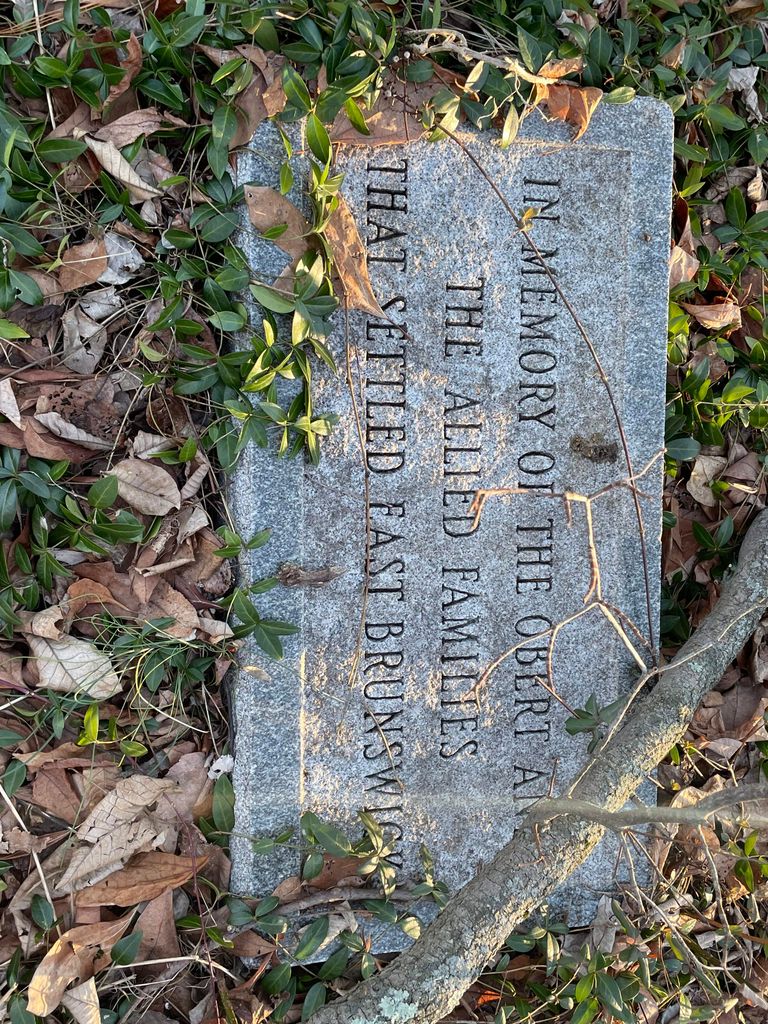 IN MEMORY OF THE OBERT A
THE ALLIED FAMILIES
THAT SETTLED EAST BRUNSWICK